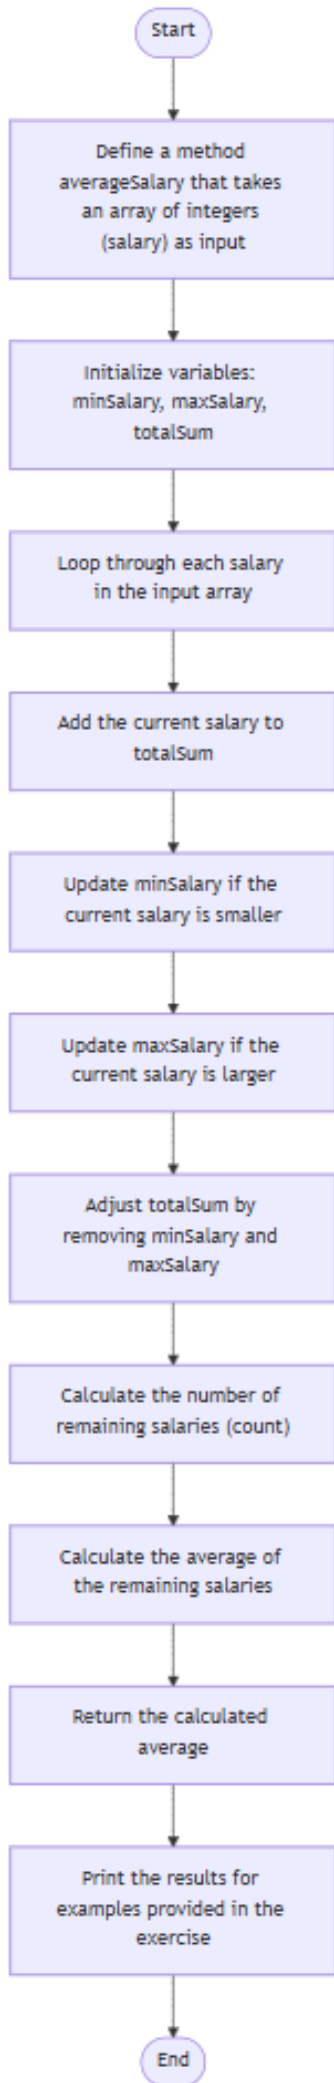 Start
Define a method
averageSalary that takes
an array of integers
(salary) as input
Initialize variables:
minSalary, maxSalary,
totalSum
Loop through each salary
in the input array
Add the current salary to
totalSum
Update minSalary if the
current salary is smaller
Update maxSalary if the
current salary is larger
Adjust totalSum by
removing minSalary and
maxSalary
Calculate the number of
remaining salaries (count)
Calculate the average of
the remaining salaries
Return the calculated
average
Print the results for
examples provided in the
exercise
End